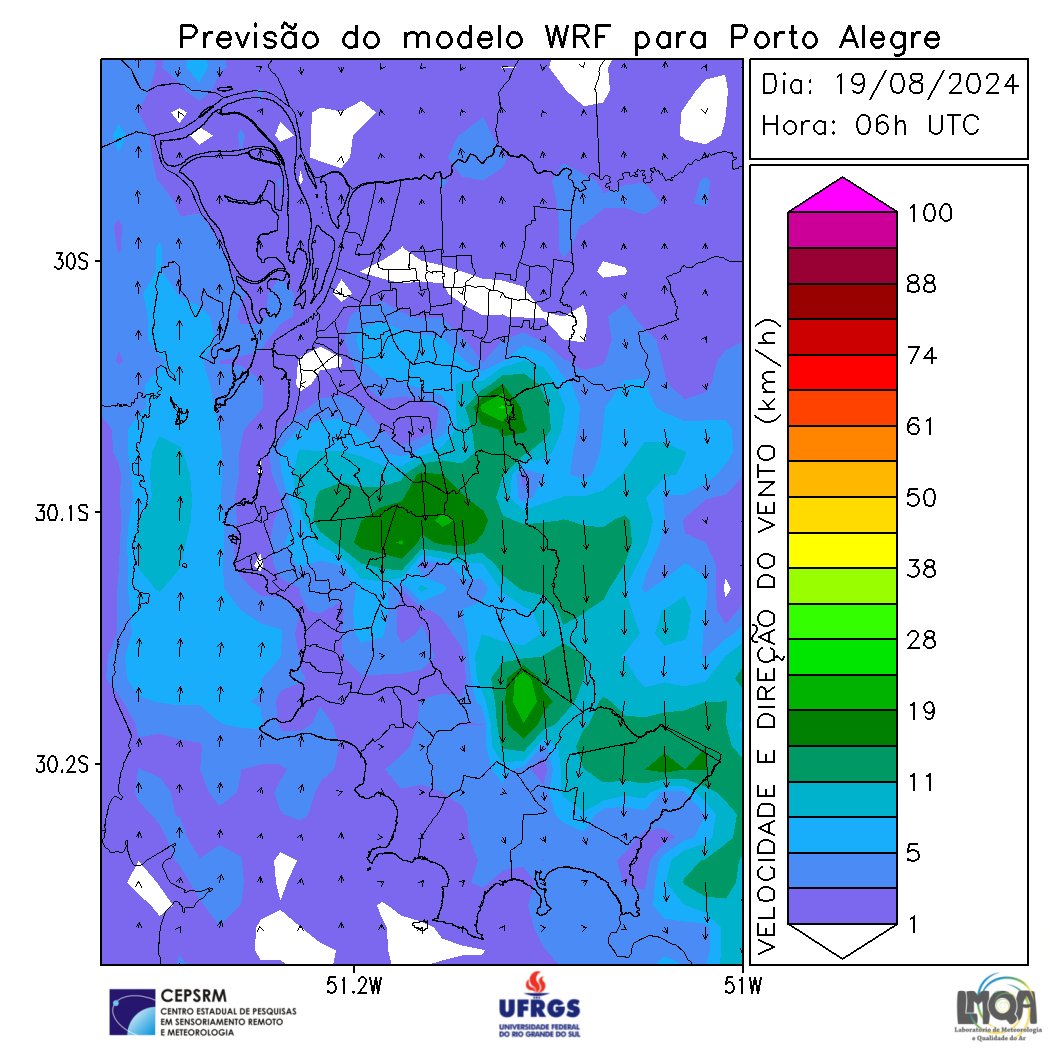 Previsão do modelo WRF para Porto Alegre
Dia: 19/08/2024
Hora: 06h UTC
30S
30.1S
30.2S
51.2W
51W
VELOCIDADE E DIREÇÃO DO VENTO (km/h)
100
88
74
61
50
38
28
19
11
5
1
CEPSRM
CENTRO ESTADUAL DE PESQUISAS
EM SENSORIAMENTO REMOTO
E METEOROLOGIA
UFRGS
UNIVERSIDADE FEDERAL
DO RIO GRANDE DO SUL
LMQA
Laboratório de Meteorologia
e Qualidade do Ar